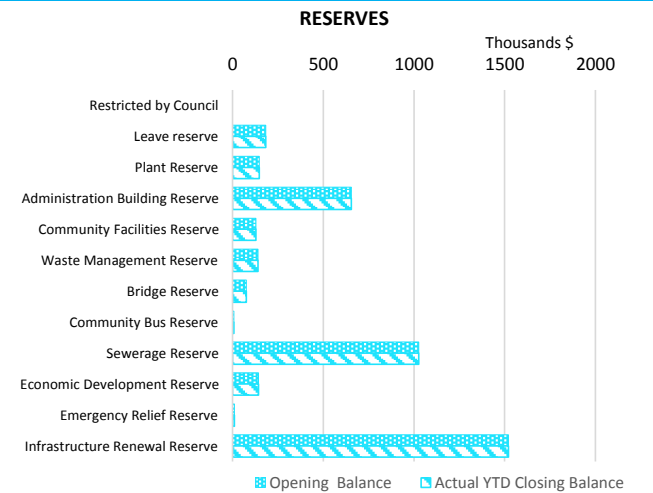 RESERVES
Thousands $
0 500 1000 1500 2000
Restricted by Council
Leave reserve
Plant Reserve
Administration Building Reserve
Community Facilities Reserve
Waste Management Reserve
Bridge Reserve
Community Bus Reserve
Sewerage Reserve
Economic Development Reserve
Emergency Relief Reserve
Infrastructure Renewal Reserve
Opening Balance Actual YTD Closing Balance